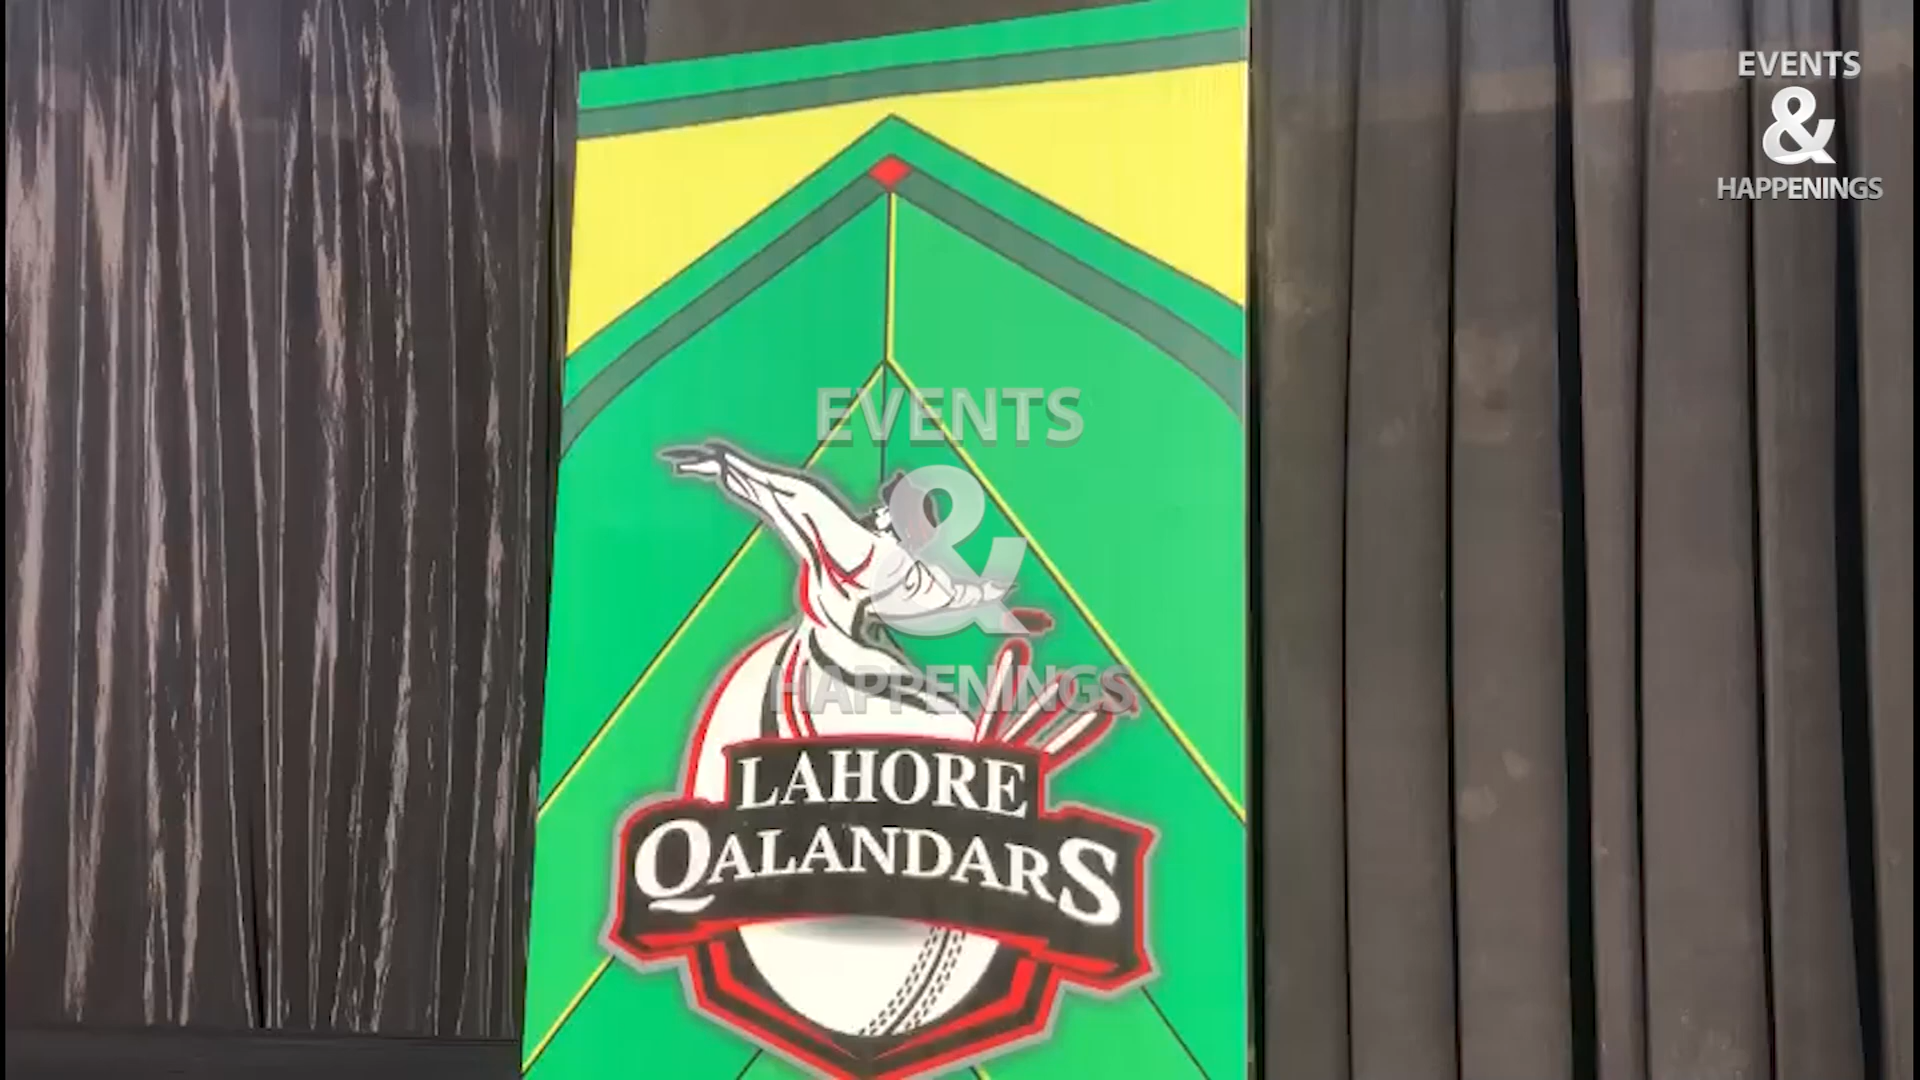 EVENTS
&
HAPPENINGS
EVENTS
&
HAPPENINGS
LAHORE
QALANDARS